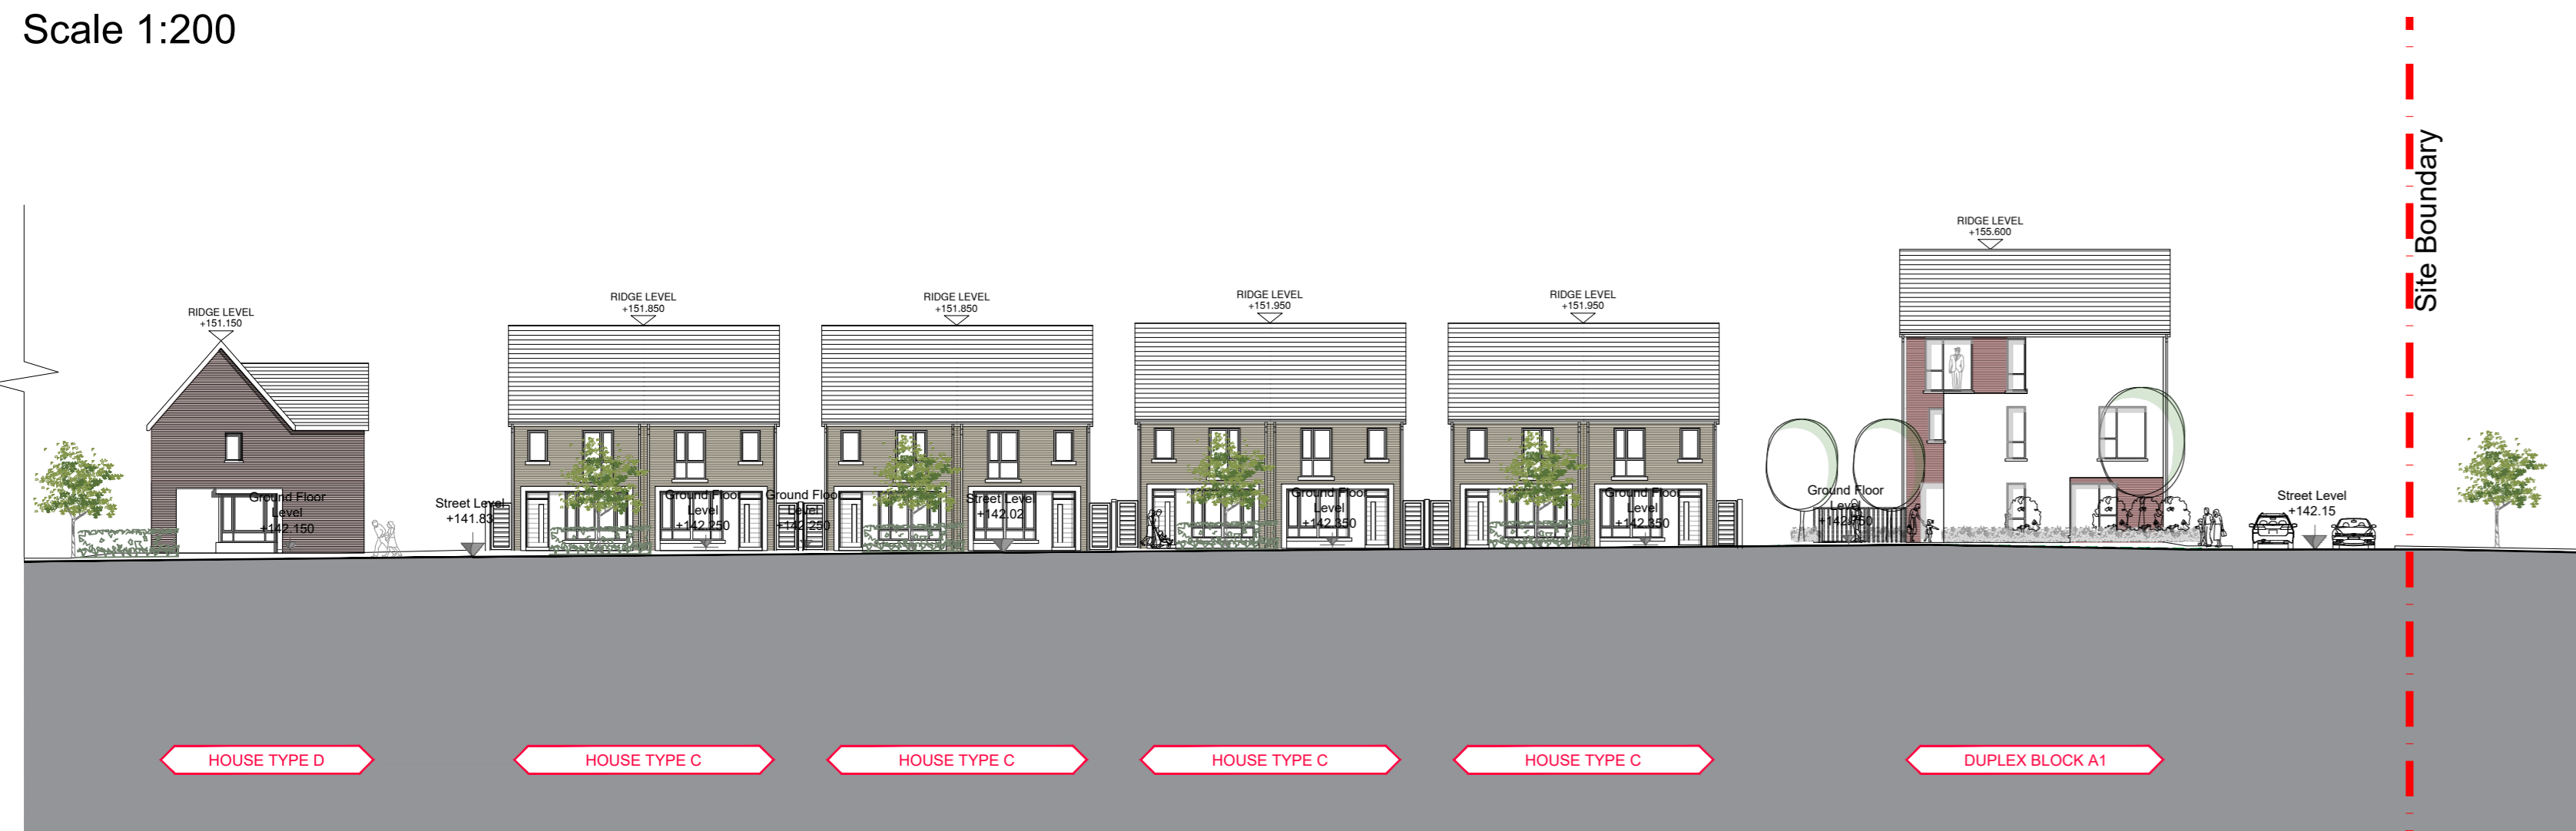 Scale 1:200
Site Boundary
RIDGE LEVEL
+155.600
RIDGE LEVEL
+151.150
RIDGE LEVEL
+151.850
RIDGE LEVEL
+151.850
RIDGE LEVEL
+151.950
RIDGE LEVEL
+151.950
Ground Floor
Level
+142.150
Street Level
+141.83
Ground Floor
Level
+142.250
Ground Floor
Level
+142.250
Street Level
+142.02
Ground Floor
Level
+142.350
Ground Floor
Level
+142.350
Ground Floor
Level
Street Level
+142.15
HOUSE TYPE D
HOUSE TYPE C
HOUSE TYPE C
HOUSE TYPE C
HOUSE TYPE C
DUPLEX BLOCK A1